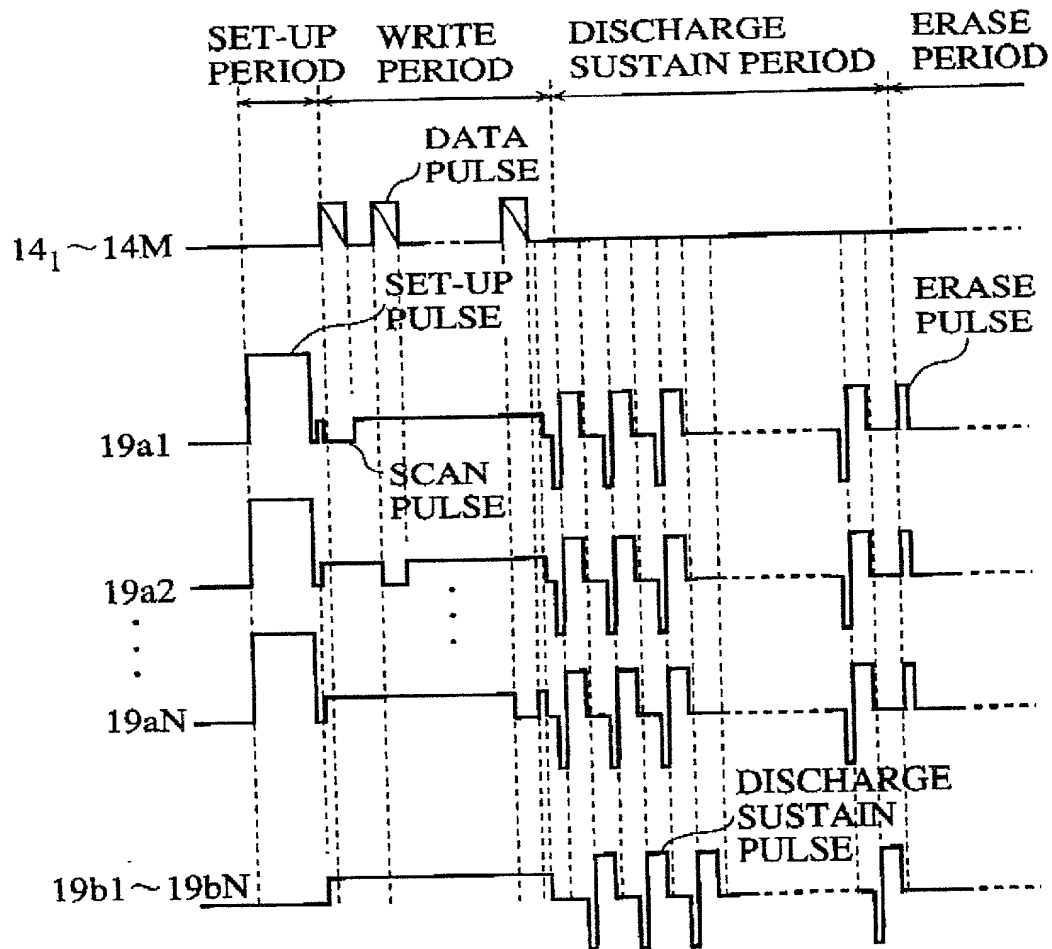 SET-UP
PERIOD
WRITE
PERIOD
DISCHARGE
SUSTAIN PERIOD
ERASE
PERIOD
DATA
PULSE
14₁～14M
SET-UP
PULSE
ERASE
PULSE
19a1
SCAN
PULSE
19a2
19aN
DISCHARGE
SUSTAIN
PULSE
19b1～19bN